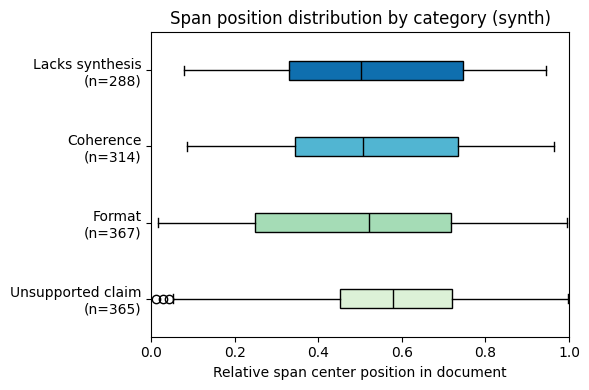 Span position distribution by category (synth)
Lacks synthesis
(n=288)
Coherence
(n=314)
Format
(n=367)
Unsupported claim
(n=365)
0.0 0.2 0.4 0.6 0.8 1.0
Relative span center position in document